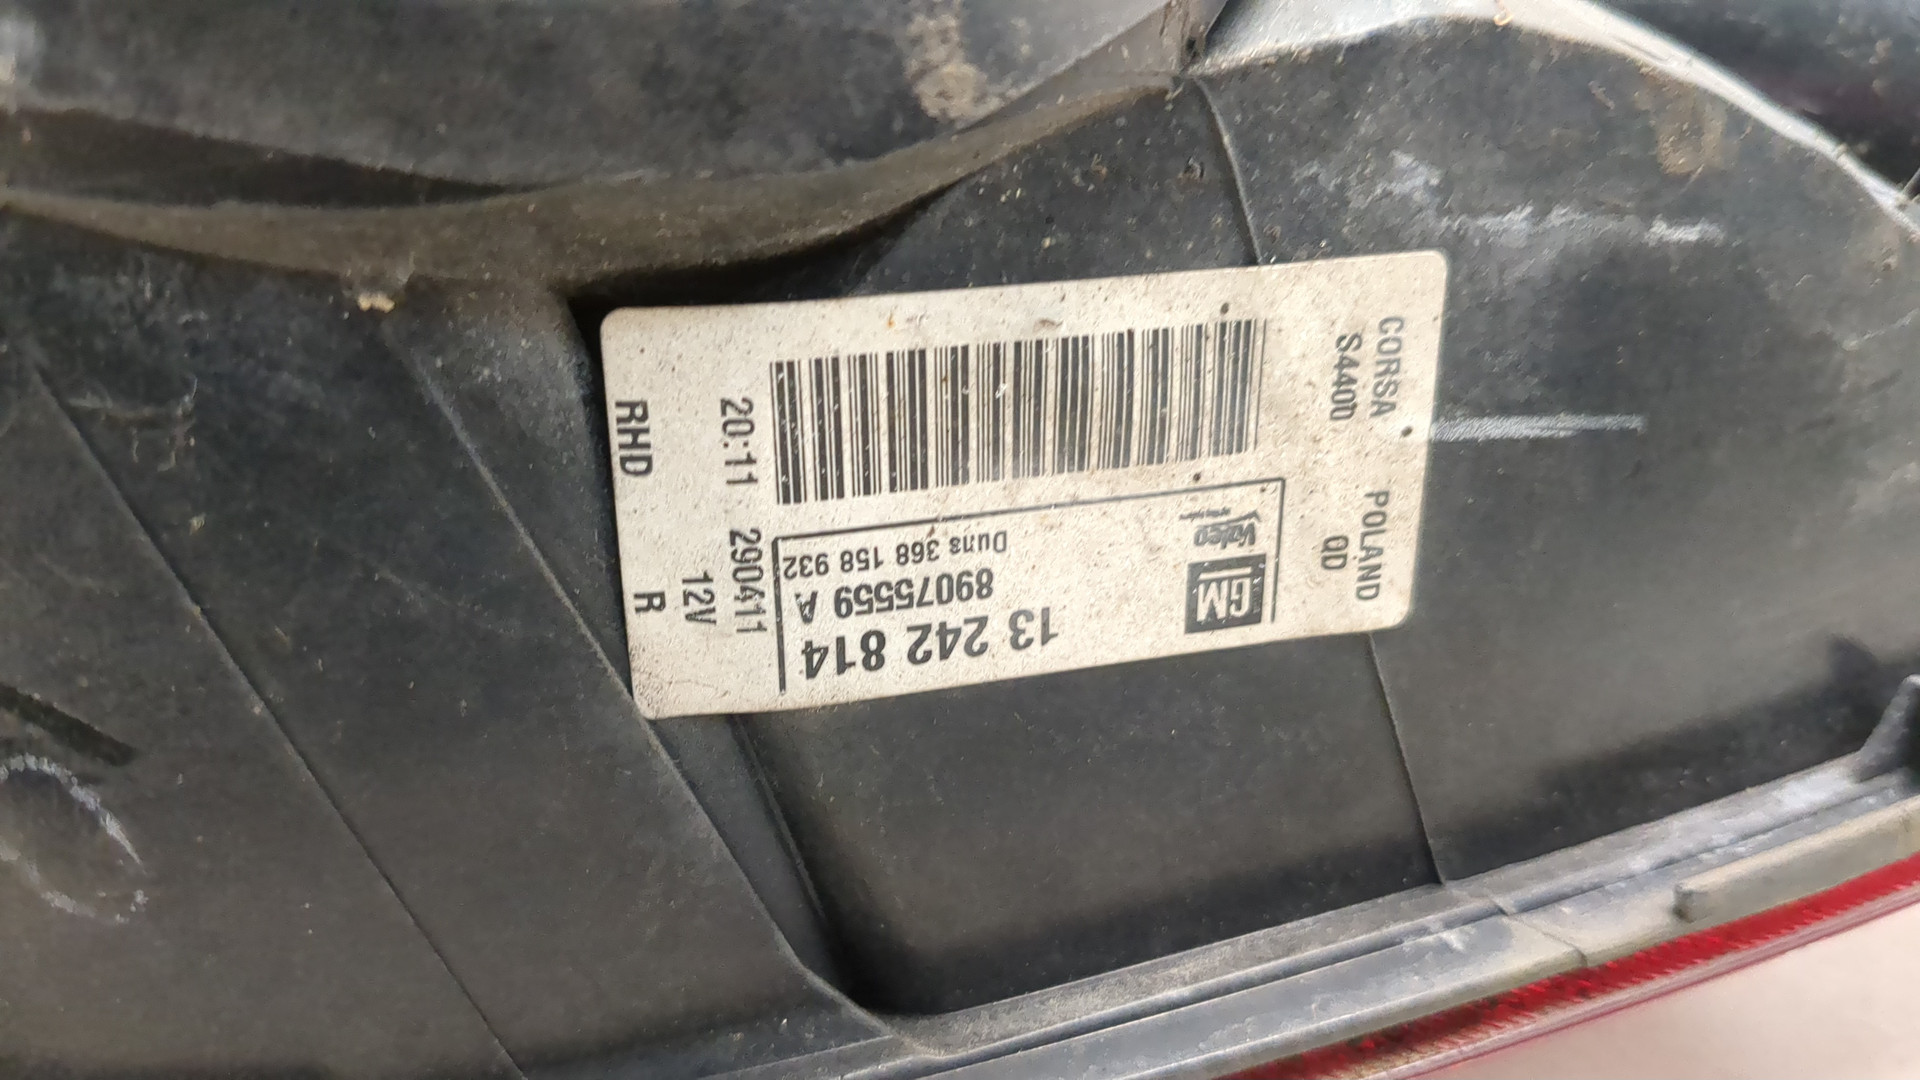 CORSA POLAND
S4400 QD
GM
Valeo
13 242 814
89075559 A
Duns 368 158 932
20:11 290411
12V
RHD R